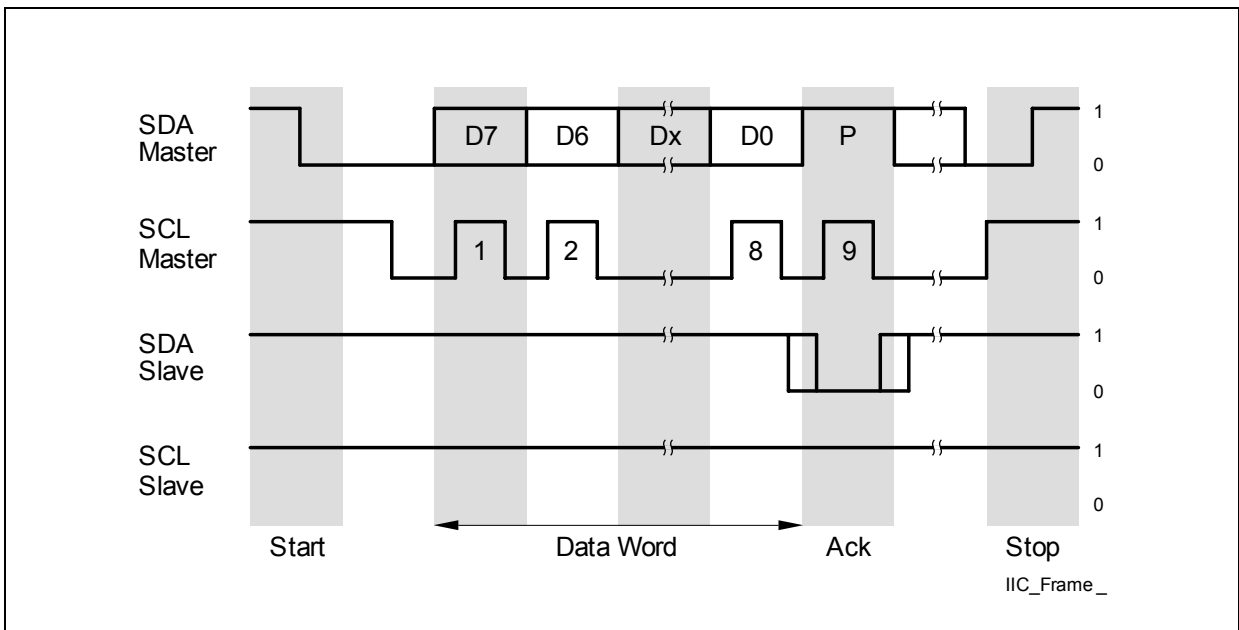 SDA
Master
D7 D6 Dx D0 P
1
0
SCL
Master
1 2 8 9
1
0
SDA
Slave
1
0
SCL
Slave
1
0
Start Data Word Ack Stop
IIC_Frame _